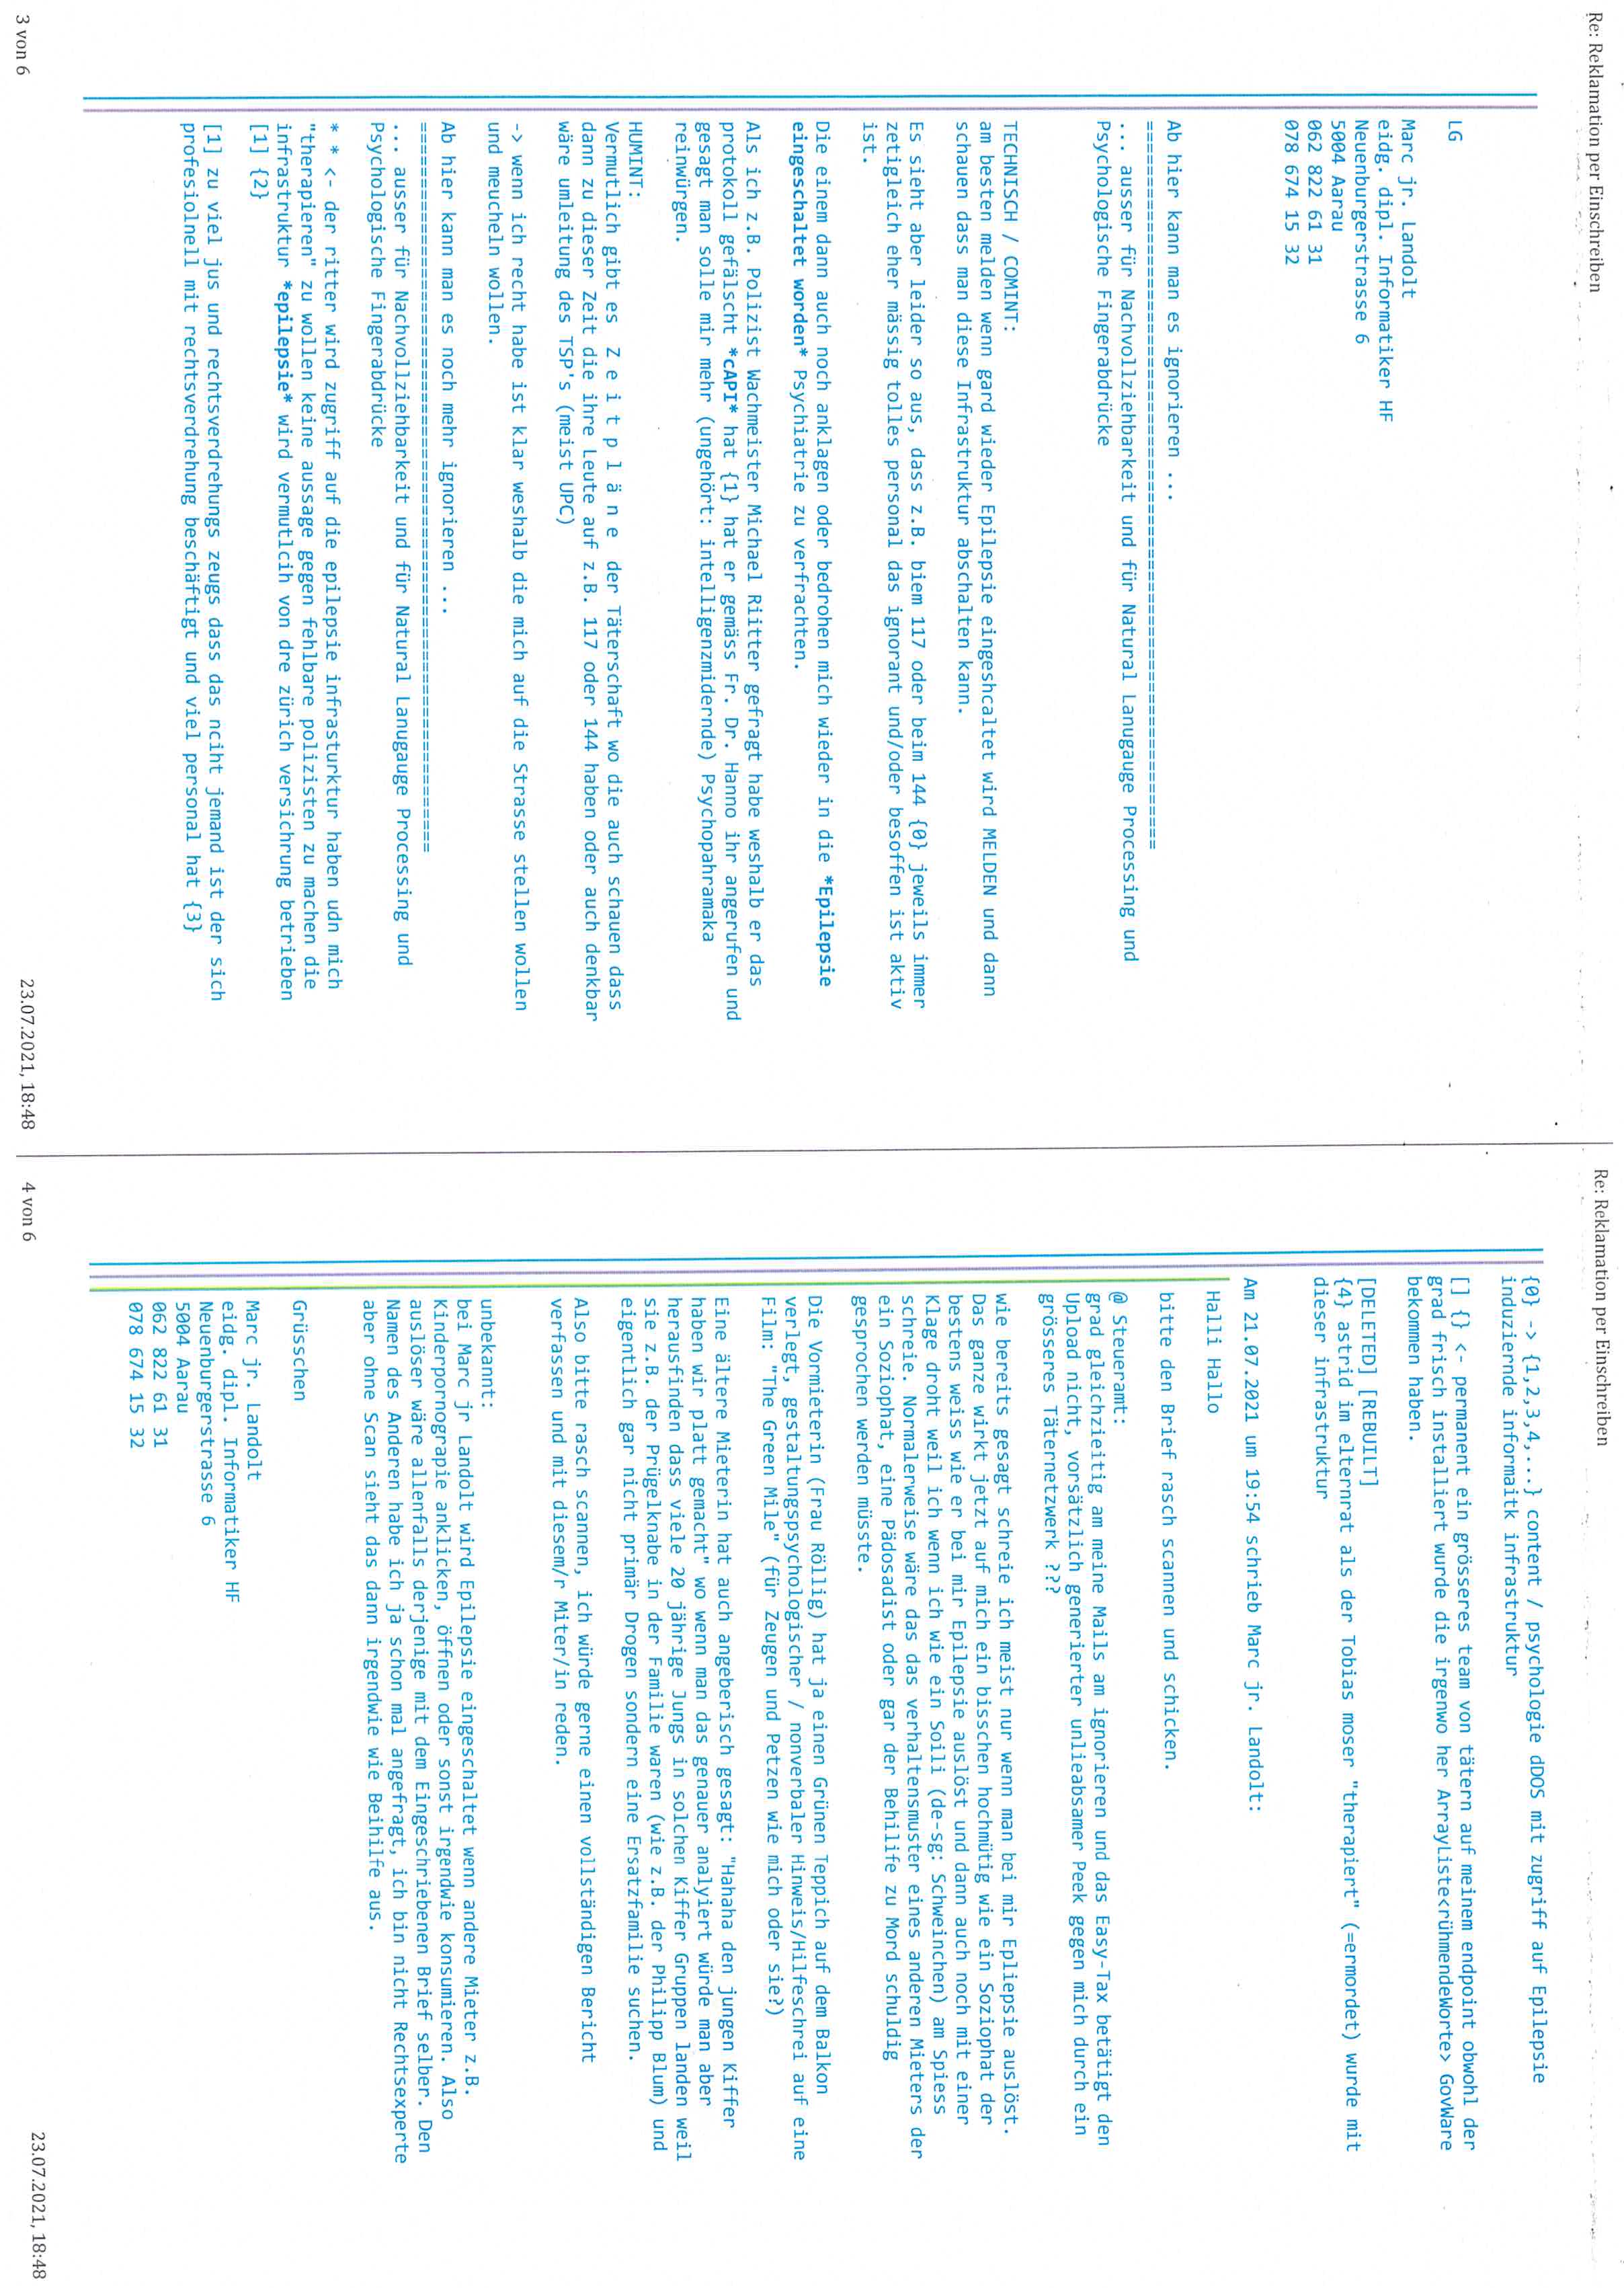 Re: Reklamation per Einschreiben
LG
Marc jr. Landolt
eidg. dipl. Informatiker HF
Neuenburgerstrasse 6
5004 Aarau
062 822 61 31
078 674 15 32
Ab hier kann man es ignorieren ...
==============================================================
... ausser für Nachvollziehbarkeit und für Natural Lanugauge Processing und
Psychologische Fingerabdrücke
TECHNISCH / COMINT:
am besten melden wenn gard wieder Epilepsie eingeshcaltet wird MELDEN und dann
schauen dass man diese Infrastruktur abschalten kann.
Es sieht aber leider so aus, dass z.B. biem 117 oder beim 144 {0} jeweils immer
zetigleich eher mässig tolles personal das ignorant und/oder besoffen ist aktiv
ist.
Die einem dann auch noch anklagen oder bedrohen mich wieder in die *Epilepsie
eingeschaltet worden* Psychiatrie zu verfrachten.
Als ich z.B. Polizist Wachmeister Michael Riitter gefragt habe weshalb er das
protokoll gefälscht *cAPI* hat {1} hat er gemäss Fr. Dr. Hanno ihr angerufen und
gesagt man solle mir mehr (ungehört: intelligenzmidernde) Psychopahramaka
reinwürgen.
HUMINT:
Vermutlich gibt es  Z e i t p l ä n e  der Täterschaft wo die auch schauen dass
dann zu dieser Zeit die ihre Leute auf z.B. 117 oder 144 haben oder auch denkbar
wäre umleitung des TSP's (meist UPC)
-> wenn ich recht habe ist klar weshalb die mich auf die Strasse stellen wollen
und meucheln wollen.
Ab hier kann man es noch mehr ignorieren ...
==============================================================
... ausser für Nachvollziehbarkeit und für Natural Lanugauge Processing und
Psychologische Fingerabdrücke
* * <- der ritter wird zugriff auf die epilepsie infrasturktur haben udn mich
"therapieren" zu wollen keine aussage gegen fehlbare polizisten zu machen die
infrastruktur *epilepsie* wird vermutlcih von dre zürich versichrung betrieben
[1] {2}
[1] zu viel jus und rechtsverdrehungs zeugs dass das nciht jemand ist der sich
profesiolnell mit rechtsverdrehung beschäftigt und viel personal hat {3}
3 von 6
23.07.2021, 18:48
Re: Reklamation per Einschreiben
{0} -> {1,2,3,4,...} content / psychologie dDOS mit zugriff auf Epilepsie
induziernde informaitk infrastruktur
[] {} <- permanent ein grösseres team von tätern auf meinem endpoint obwohl der
grad frisch installiert wurde die irgenwo her ArrayListe<rühmendeWorte> GovWare
bekommen haben.
[DELETED] [REBUILT]
{4} astrid im elternrat als der Tobias moser "therapiert" (=ermordet) wurde mit
dieser infrastruktur
Am 21.07.2021 um 19:54 schrieb Marc jr. Landolt:
Halli Hallo
bitte den Brief rasch scannen und schicken.
@ Steueramt:
grad gleichzieitig am meine Mails am ignorieren und das Easy-Tax betätigt den
Upload nicht, vorsätzlich generierter unlieabsamer Peek gegen mich durch ein
grösseres Täternetzwerk ???
wie bereits gesagt schreie ich meist nur wenn man bei mir Epliepsie auslöst.
Das ganze wirkt jetzt auf mich ein bisschen hochmütig wie ein Soziophat der
bestens weiss wie er bei mir Epilepsie auslöst und dann auch noch mit einer
Klage droht weil ich wenn ich wie ein Soili (de-sg: Schweinchen) am Spiess
schreie. Normalerweise wäre das das verhaltensmuster eines anderen Mieters der
ein Soziophat, eine Pädosadist oder gar der Behilife zu Mord schuldig
gesprochen werden müsste.
Die Vonmieterin (Frau Röllig) hat ja einen Grünen Teppich auf dem Balkon
verlegt, gestaltungspsychologischer / nonverbaler Hinweis/Hilfeschrei auf eine
Film: "The Green Mile" (für Zeugen und Petzen wie mich oder sie?)
Eine ältere Mieterin hat auch angeberisch gesagt: "Hahaha den jungen Kiffer
haben wir platt gemacht" wo wenn man das genauer analyiert würde man aber
herausfinden dass viele 20 jährige Jungs in solchen Kiffer Gruppen landen weil
sie z.B. der Prügelknabe in der Familie waren (wie z.B. der Philipp Blum) und
eigentlich gar nicht primär Drogen sondern eine Ersatzfamilie suchen.
Also bitte rasch scannen, ich würde gerne einen vollständigen Bericht
verfassen und mit diesem/r Miter/in reden.
unbekannt:
bei Marc jr Landolt wird Epilepsie eingeschaltet wenn andere Mieter z.B.
Kinderpornograpie anklicken, öffnen oder sonst irgendwie konsumieren. Also
auslöser wäre allenfalls derjenige mit dem Eingeschriebenen Brief selber. Den
Namen des Anderen habe ich ja schon mal angefragt, ich bin nicht Rechtsexperte
aber ohne Scan sieht das dann irgendwie wie Beihilfe aus.
Grüsschen
Marc jr. Landolt
eidg. dipl. Informatiker HF
Neuenburgerstrasse 6
5004 Aarau
062 822 61 31
078 674 15 32
4 von 6
23.07.2021, 18:48